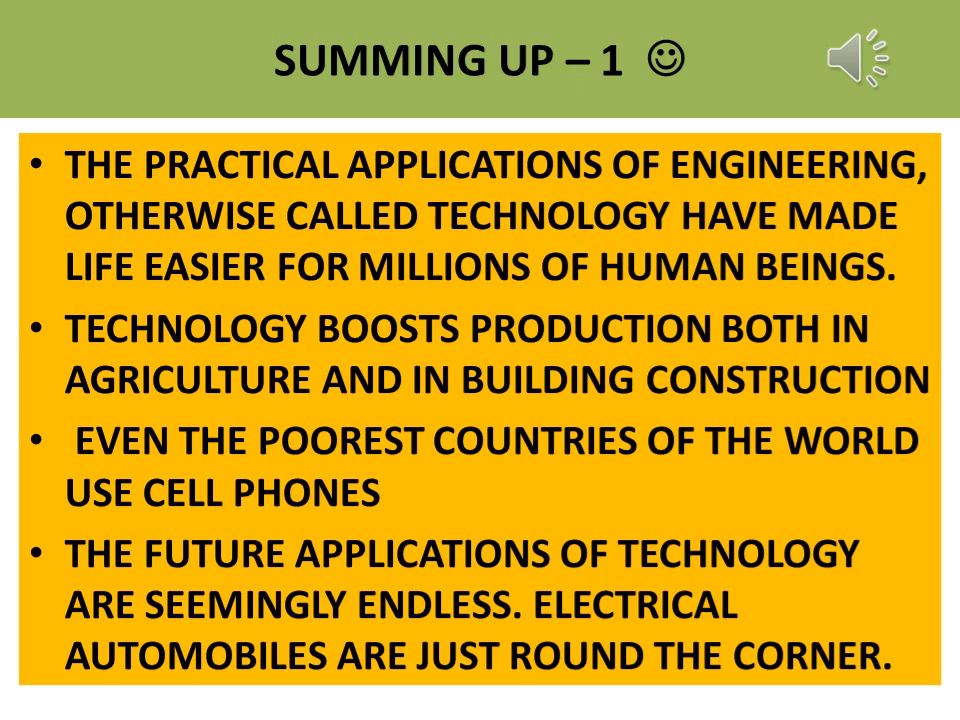 SUMMING UP – 1 ☺
• THE PRACTICAL APPLICATIONS OF ENGINEERING,
OTHERWISE CALLED TECHNOLOGY HAVE MADE
LIFE EASIER FOR MILLIONS OF HUMAN BEINGS.
• TECHNOLOGY BOOSTS PRODUCTION BOTH IN
AGRICULTURE AND IN BUILDING CONSTRUCTION
• EVEN THE POOREST COUNTRIES OF THE WORLD
USE CELL PHONES
• THE FUTURE APPLICATIONS OF TECHNOLOGY
ARE SEEMINGLY ENDLESS. ELECTRICAL
AUTOMOBILES ARE JUST ROUND THE CORNER.